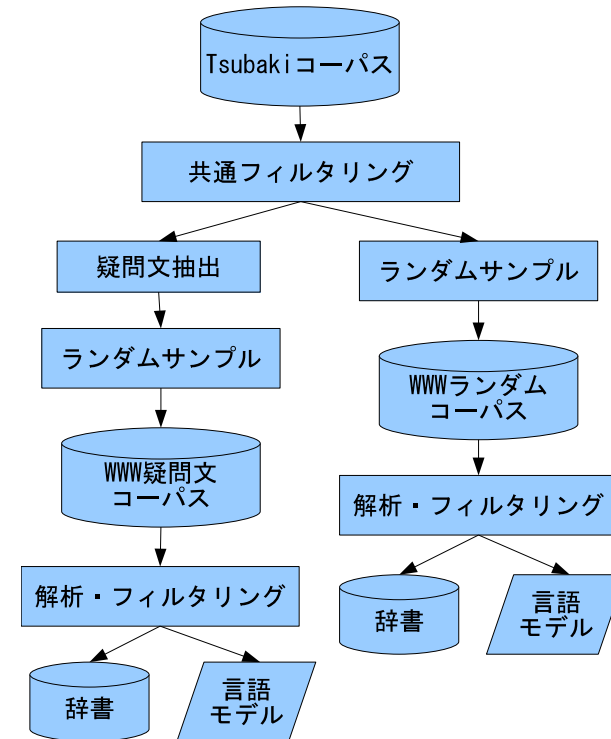 Tsubakiコーパス
共通フィルタリング
疑問文抽出
ランダムサンプル
WWW疑問文
コーパス
解析・フィルタリング
辞書
言語
モデル
ランダムサンプル
WWWランダム
コーパス
解析・フィルタリング
辞書
言語
モデル